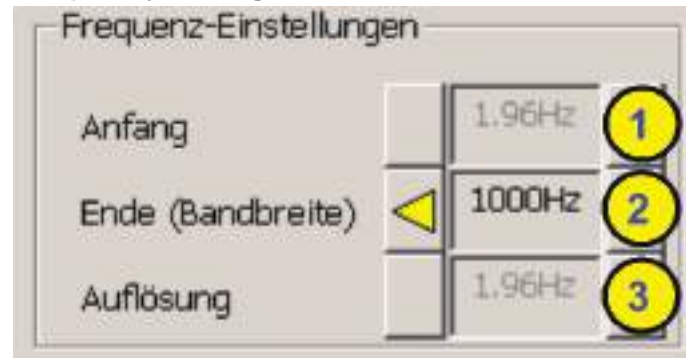 Frequenz-Einstellungen
Anfang 1.96Hz 1
Ende (Bandbreite) 1000Hz 2
Auflösung 1.96Hz 3